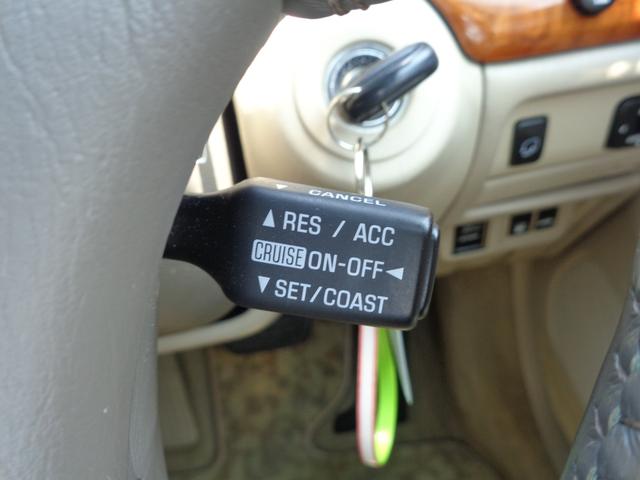 ▼ CANCEL
▲ RES / ACC
CRUISE ON-OFF ◀
▼ SET/COAST